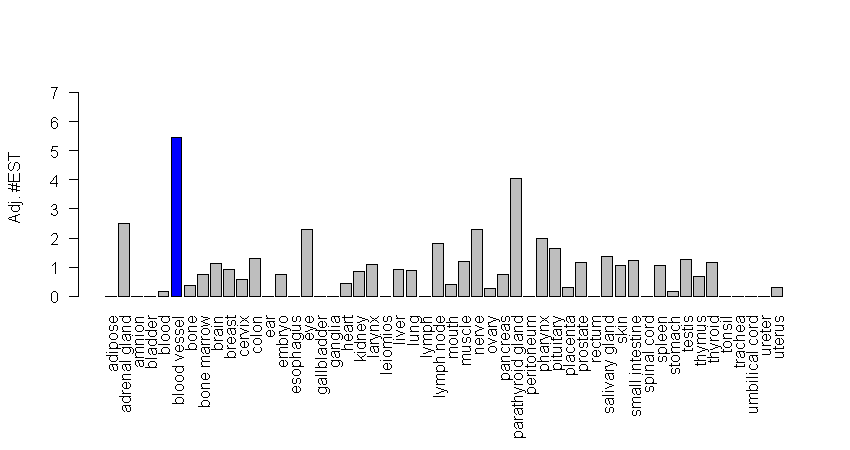 7
6
5
4
3
2
1
0
Adj. #EST
adipose
adrenal gland
amnion
bladder
blood
blood vessel
bone
bone marrow
brain
breast
cervix
colon
ear
embryo
esophagus
eye
gallbladder
ganglia
heart
kidney
larynx
leiomios
liver
lung
lymph
lymph node
mouth
muscle
nerve
ovary
pancreas
parathyroid gland
peritoneum
pharynx
pituitary
placenta
prostate
rectum
salivary gland
skin
small intestine
spinal cord
spleen
stomach
testis
thymus
thyroid
tonsil
trachea
umbilical cord
ureter
uterus